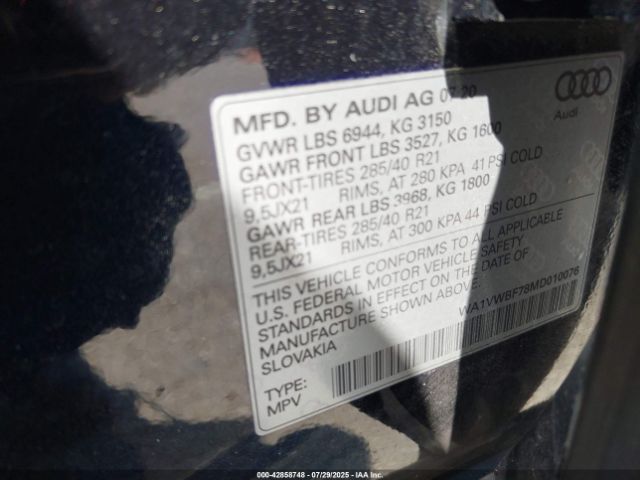 MFD. BY AUDI AG 07-20
GVWR LBS 6944, KG 3150
GAWR FRONT LBS 3527, KG 1600
FRONT-TIRES 285/40 R21
9,5JX21 RIMS, AT 280 KPA 41 PSI COLD
GAWR REAR LBS 3968, KG 1800
REAR-TIRES 285/40 R21
9,5JX21 RIMS, AT 300 KPA 44 PSI COLD
THIS VEHICLE CONFORMS TO ALL APPLICABLE
U.S. FEDERAL MOTOR VEHICLE SAFETY
STANDARDS IN EFFECT ON THE DATE OF
MANUFACTURE SHOWN ABOVE.
SLOVAKIA
WA1VWBF78MD010076
TYPE:
MPV
Audi
000-42858748 - 07/29/2025 - IAAI.COM